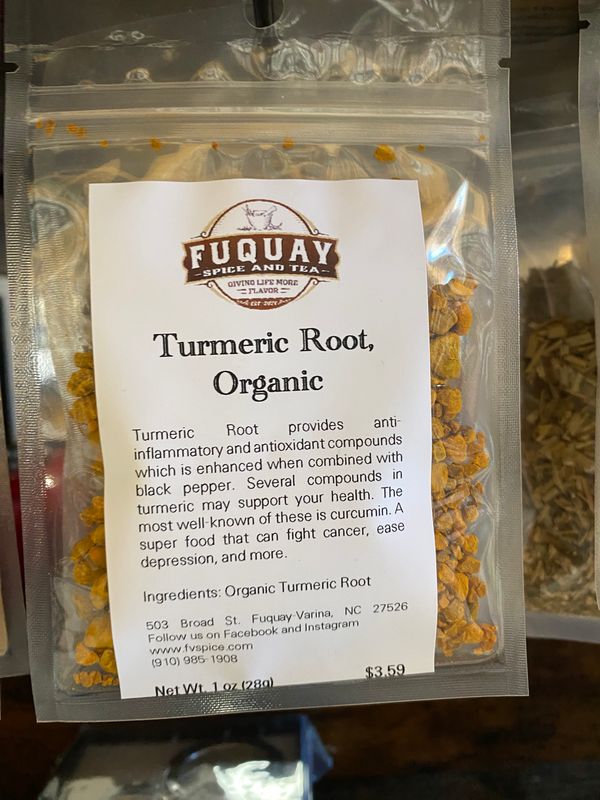 FUQUAY
SPICE AND TEA
GIVING LIFE MORE
FLAVOR
Turmeric Root,
Organic
Turmeric Root provides anti-
inflammatory and antioxidant compounds
which is enhanced when combined with
black pepper. Several compounds in
turmeric may support your health. The
most well-known of these is curcumin. A
super food that can fight cancer, ease
depression, and more.
Ingredients: Organic Turmeric Root
503 Broad St. Fuquay-Varina, NC 27526
Follow us on Facebook and Instagram
www.fvspice.com
(910) 985-1908
Net Wt. 1 oz (28g) $3.59